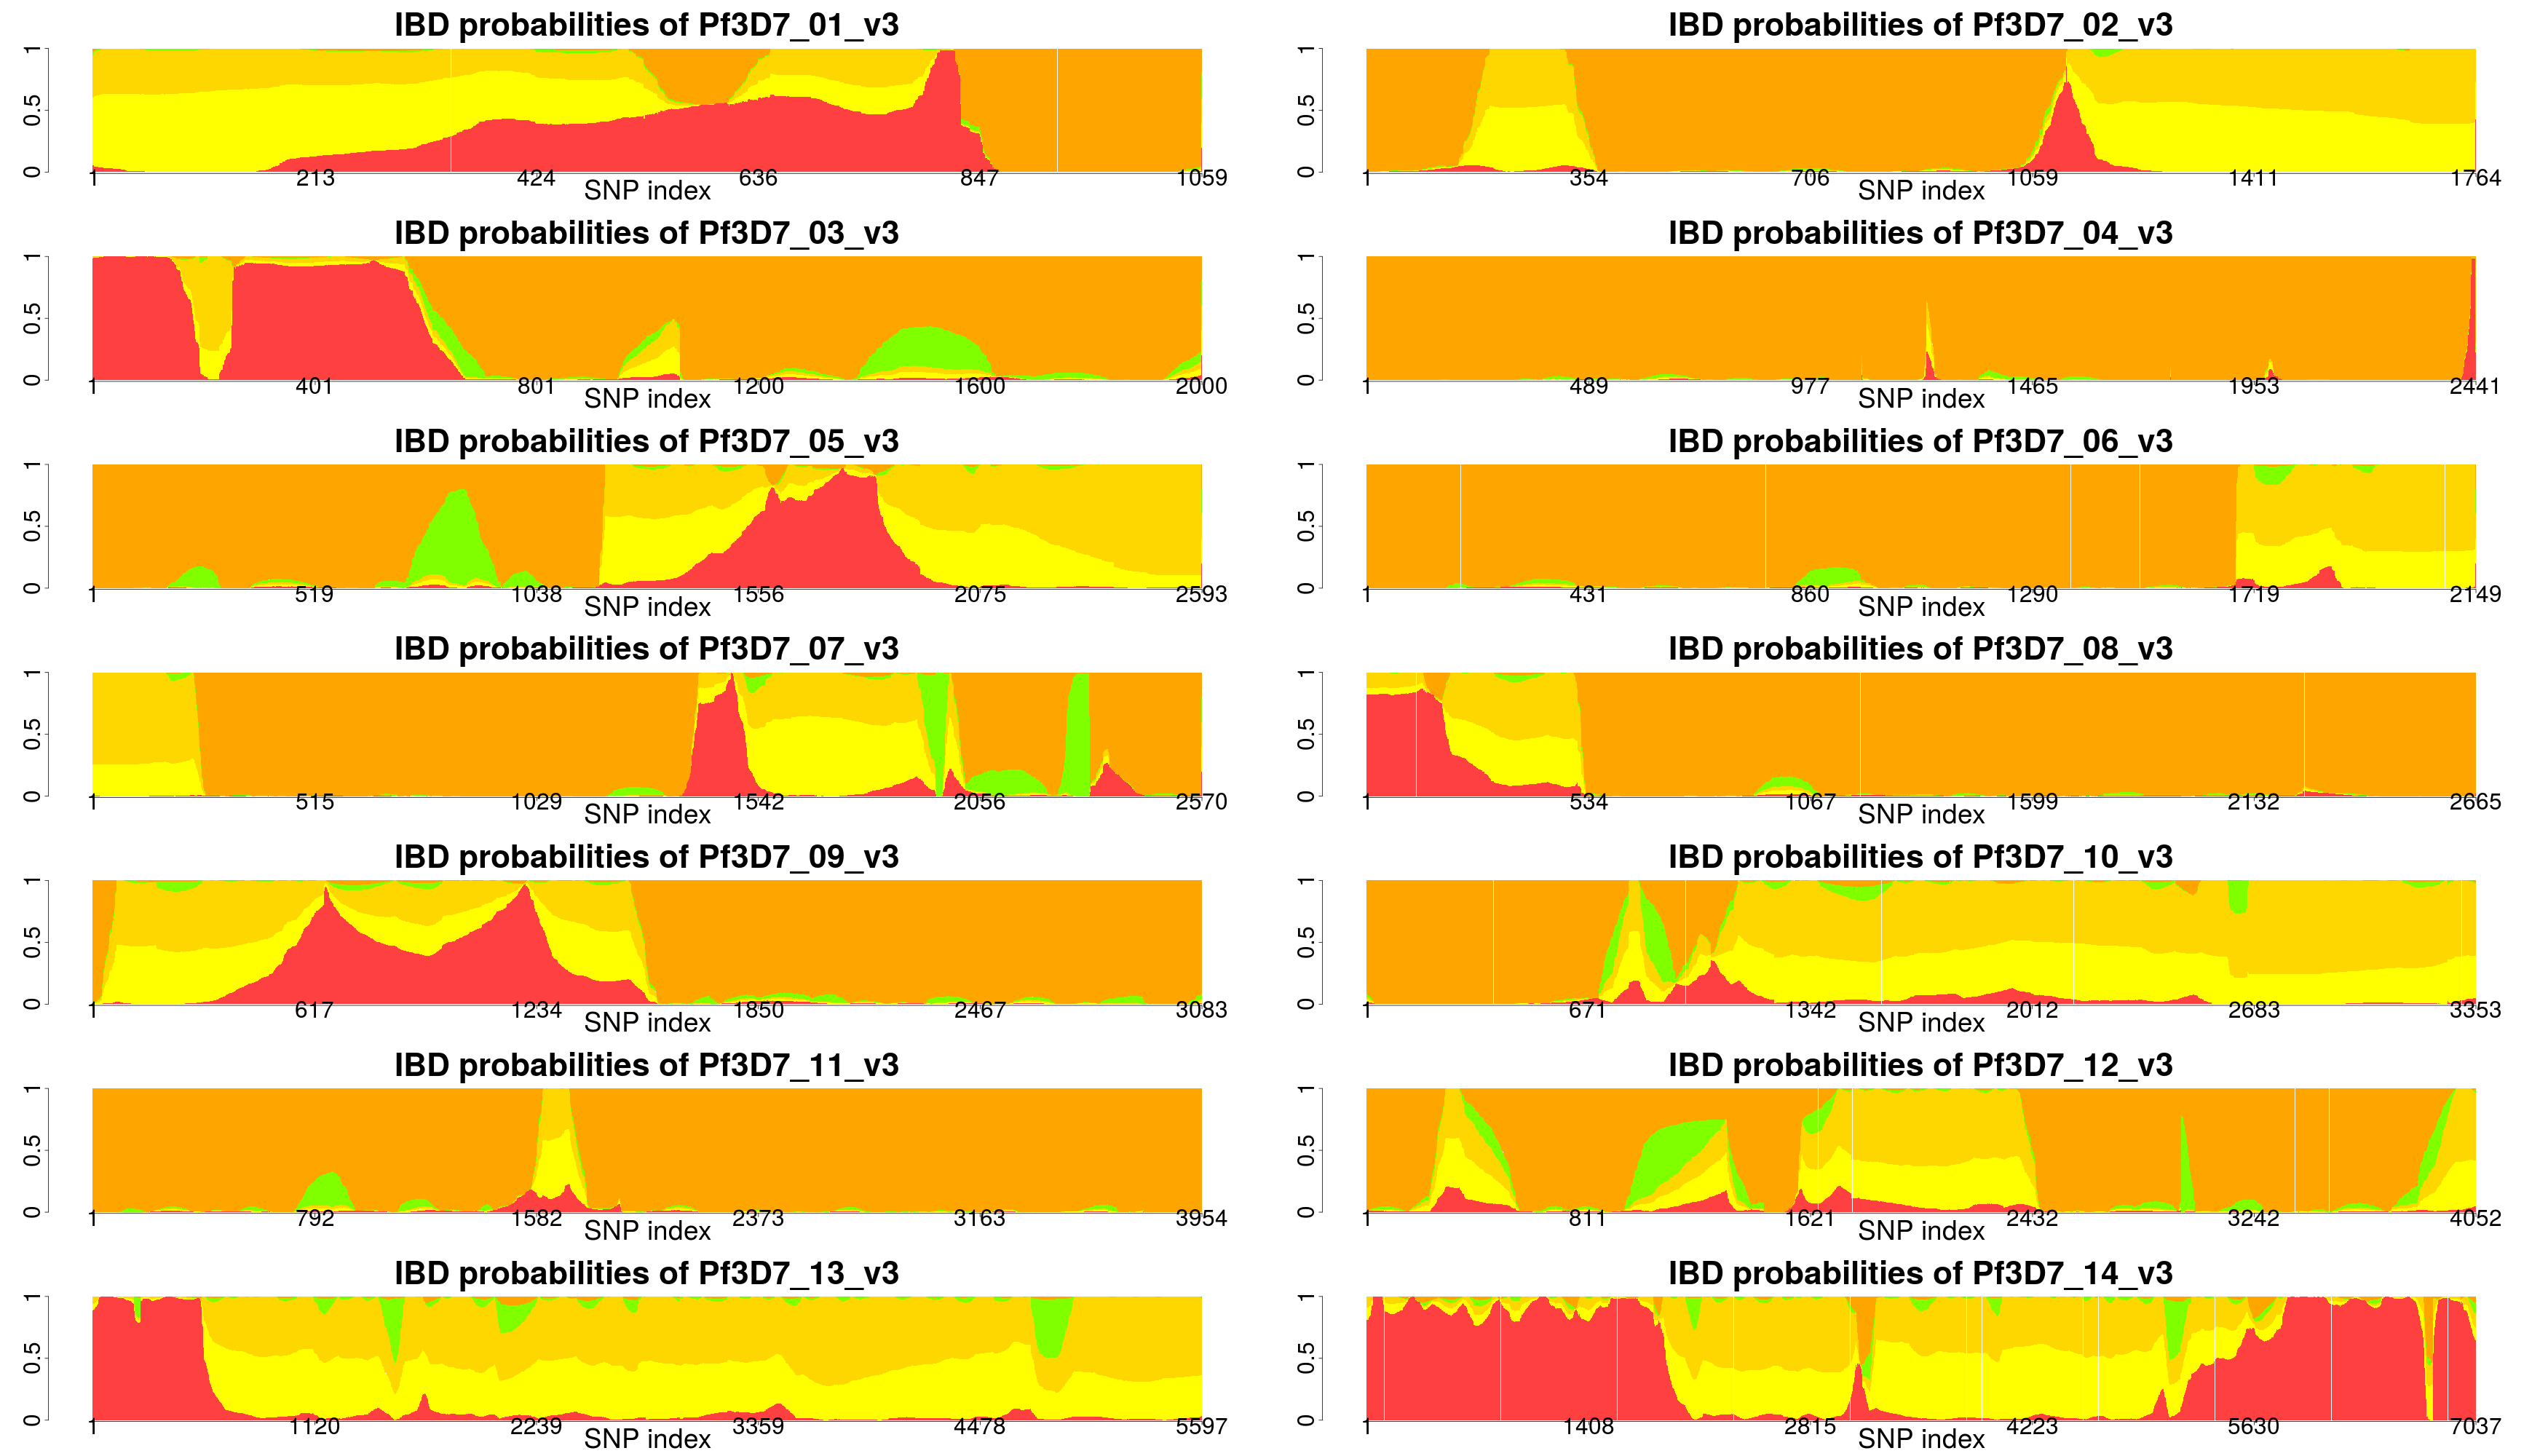 IBD probabilities of Pf3D7_01_v3
0 0.5 1
1 213 424 636 847 1059
SNP index
IBD probabilities of Pf3D7_02_v3
0 0.5 1
1 354 706 1059 1411 1764
SNP index
IBD probabilities of Pf3D7_03_v3
0 0.5 1
1 401 801 1200 1600 2000
SNP index
IBD probabilities of Pf3D7_04_v3
0 0.5 1
1 489 977 1465 1953 2441
SNP index
IBD probabilities of Pf3D7_05_v3
0 0.5 1
1 519 1038 1556 2075 2593
SNP index
IBD probabilities of Pf3D7_06_v3
0 0.5 1
1 431 860 1290 1719 2149
SNP index
IBD probabilities of Pf3D7_07_v3
0 0.5 1
1 515 1029 1542 2056 2570
SNP index
IBD probabilities of Pf3D7_08_v3
0 0.5 1
1 534 1067 1599 2132 2665
SNP index
IBD probabilities of Pf3D7_09_v3
0 0.5 1
1 617 1234 1850 2467 3083
SNP index
IBD probabilities of Pf3D7_10_v3
0 0.5 1
1 671 1342 2012 2683 3353
SNP index
IBD probabilities of Pf3D7_11_v3
0 0.5 1
1 792 1582 2373 3163 3954
SNP index
IBD probabilities of Pf3D7_12_v3
0 0.5 1
1 811 1621 2432 3242 4052
SNP index
IBD probabilities of Pf3D7_13_v3
0 0.5 1
1 1120 2239 3359 4478 5597
SNP index
IBD probabilities of Pf3D7_14_v3
0 0.5 1
1 1408 2815 4223 5630 7037
SNP index